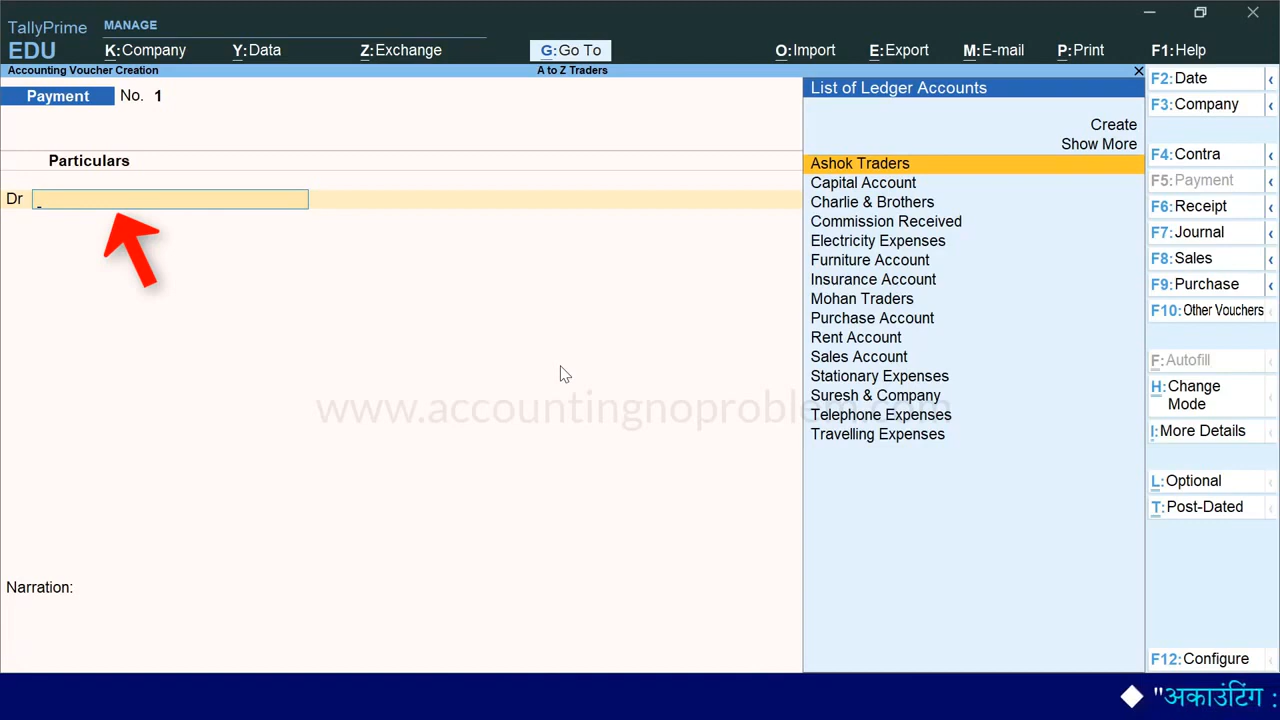 TallyPrime
EDU
MANAGE
K:Company
Y:Data
Z:Exchange
G:Go To
O:Import
E:Export
M:E-mail
P:Print
F1:Help
Accounting Voucher Creation
A to Z Traders
Payment No. 1
Particulars
Dr
Narration:
List of Ledger Accounts
Create
Show More
Ashok Traders
Capital Account
Charlie & Brothers
Commission Received
Electricity Expenses
Furniture Account
Insurance Account
Mohan Traders
Purchase Account
Rent Account
Sales Account
Stationary Expenses
Suresh & Company
Telephone Expenses
Travelling Expenses
www.accountingnoproblem.com
F2:Date
F3:Company
F4:Contra
F5:Payment
F6:Receipt
F7:Journal
F8:Sales
F9:Purchase
F10:Other Vouchers
F:Autofill
H:Change
Mode
I:More Details
L:Optional
T:Post-Dated
F12:Configure
"अकाउंटिंग :